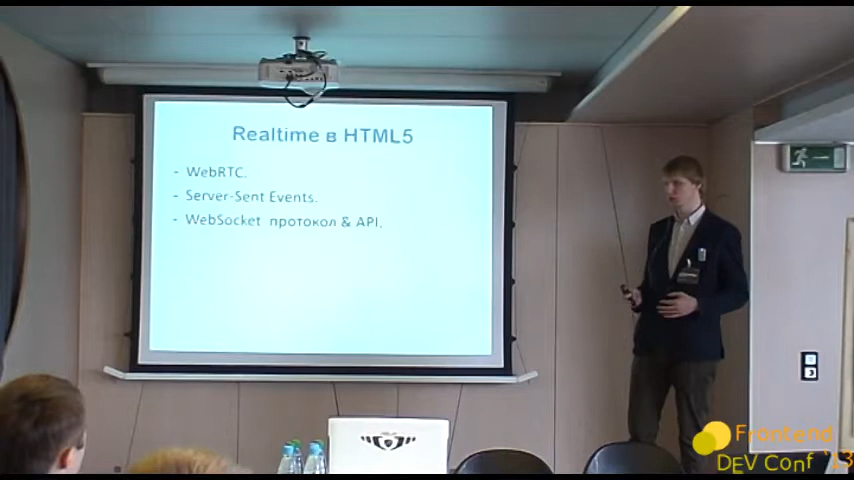 Realtime в HTML5
- WebRTC.
- Server-Sent Events.
- WebSocket протокол & API.
Frontend
DEV Conf '13